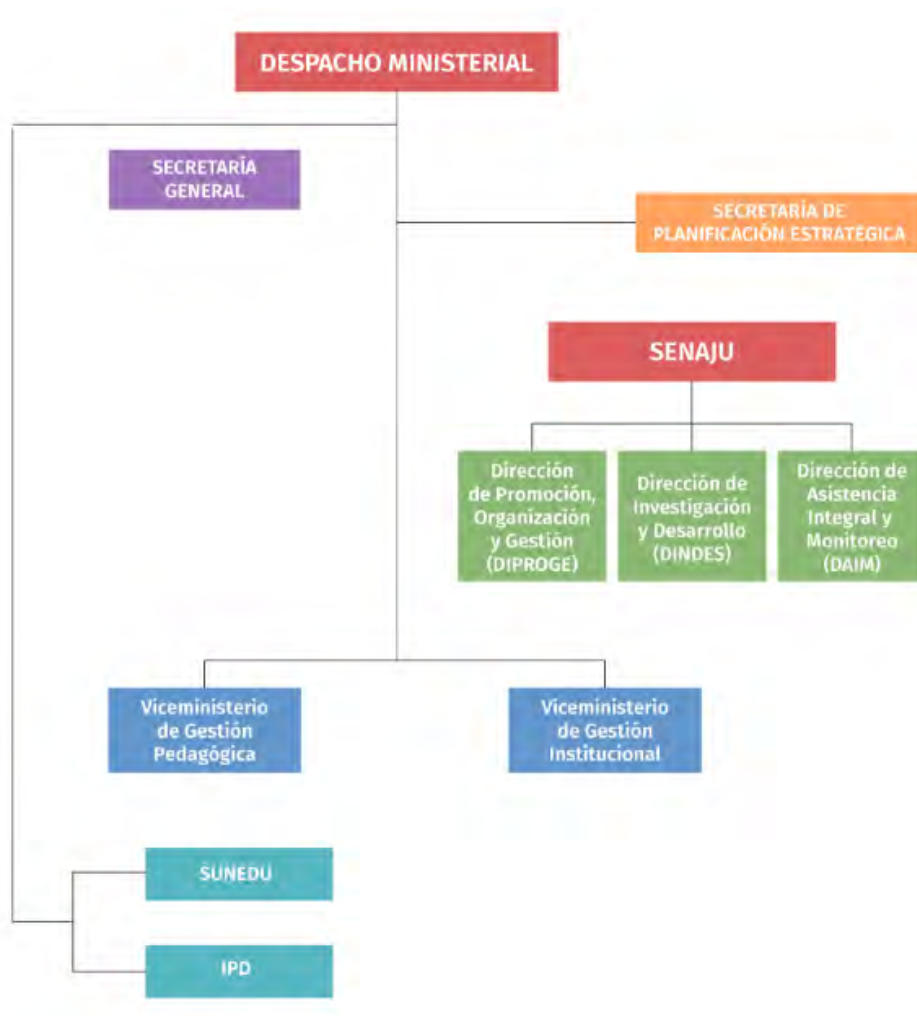 DESPACHO MINISTERIAL
SECRETARÍA
GENERAL
SECRETARÍA DE
PLANIFICACIÓN ESTRATÉGICA
SENAJU
Dirección
de Promoción,
Organización
y Gestión
(DIPROGE)
Dirección de
Investigación
y Desarrollo
(DINDES)
Dirección de
Asistencia
Integral y
Monitoreo
(DAIM)
Viceministerio
de Gestión
Pedagógica
Viceministerio
de Gestión
Institucional
SUNEDU
IPD